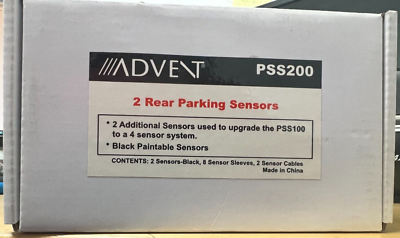 ADVENT PSS200
2 Rear Parking Sensors
• 2 Additional Sensors used to upgrade the PSS100
to a 4 sensor system.
• Black Paintable Sensors
CONTENTS: 2 Sensors-Black, 8 Sensor Sleeves, 2 Sensor Cables
Made in China